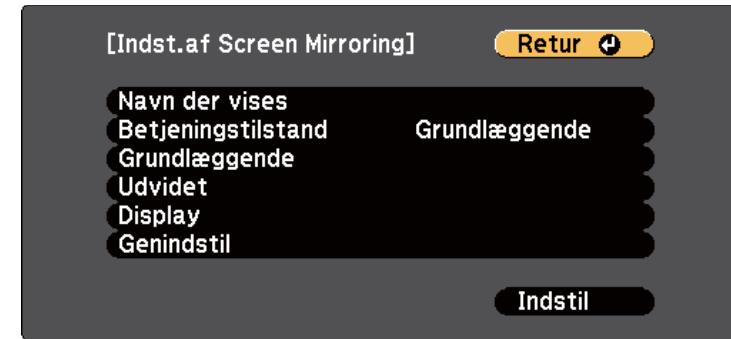 [Indst.af Screen Mirroring] Retur
Navn der vises
Betjeningstilstand Grundlæggende
Grundlæggende
Udvidet
Display
Genindstil
Indstil